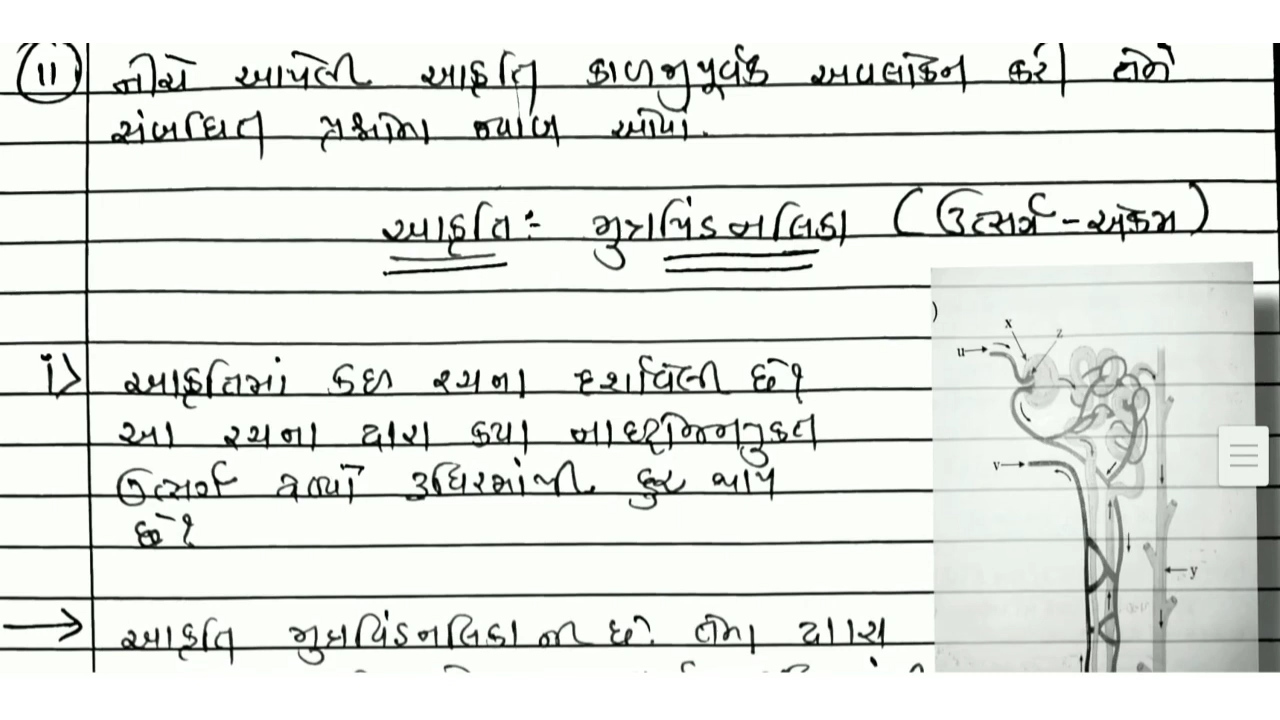 11 નીચે આપેલી આકૃતિ કાળજીપૂર્વક અવલોકન કરી તેને
સંબંધિત પ્રશ્નોના જવાબ આપો.
આકૃતિ:- મુત્રપિંડનલિકા (ઉત્સર્ગ-એકમ)
)
x
z
u
i> આકૃતિમાં કઈ રચના દર્શાવેલી છે?
આ રચના દ્વારા કયા નાઈટ્રોજનયુક્ત
v
ઉત્સર્ગ દ્રવ્યો રુધિરમાંથી દુર થાય
છે?
y
→ આકૃતિ મુત્રપિંડનલિકા ની છે. તેના દ્વારા